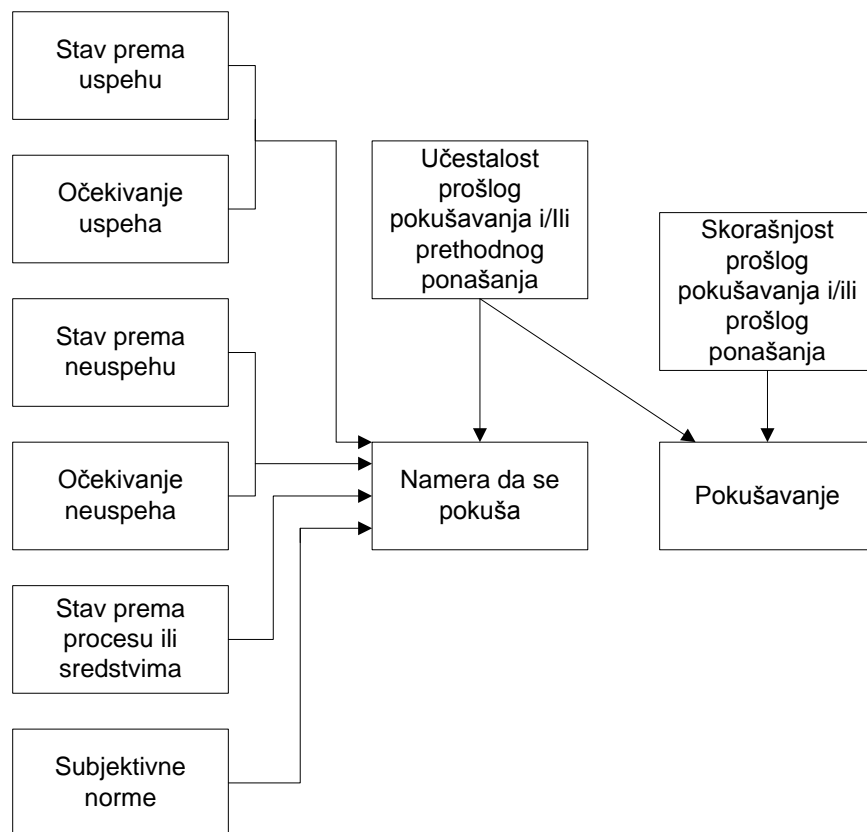 Stav prema
uspehu
Očekivanje
uspeha
Stav prema
neuspehu
Očekivanje
neuspeha
Stav prema
procesu ili
sredstvima
Subjektivne
norme
Učestalost
prošlog
pokušavanja i/Ili
prethodnog
ponašanja
Namera da se
pokuša
Skorašnjost
prošlog
pokušavanja i/ili
prošlog
ponašanja
Pokušavanje